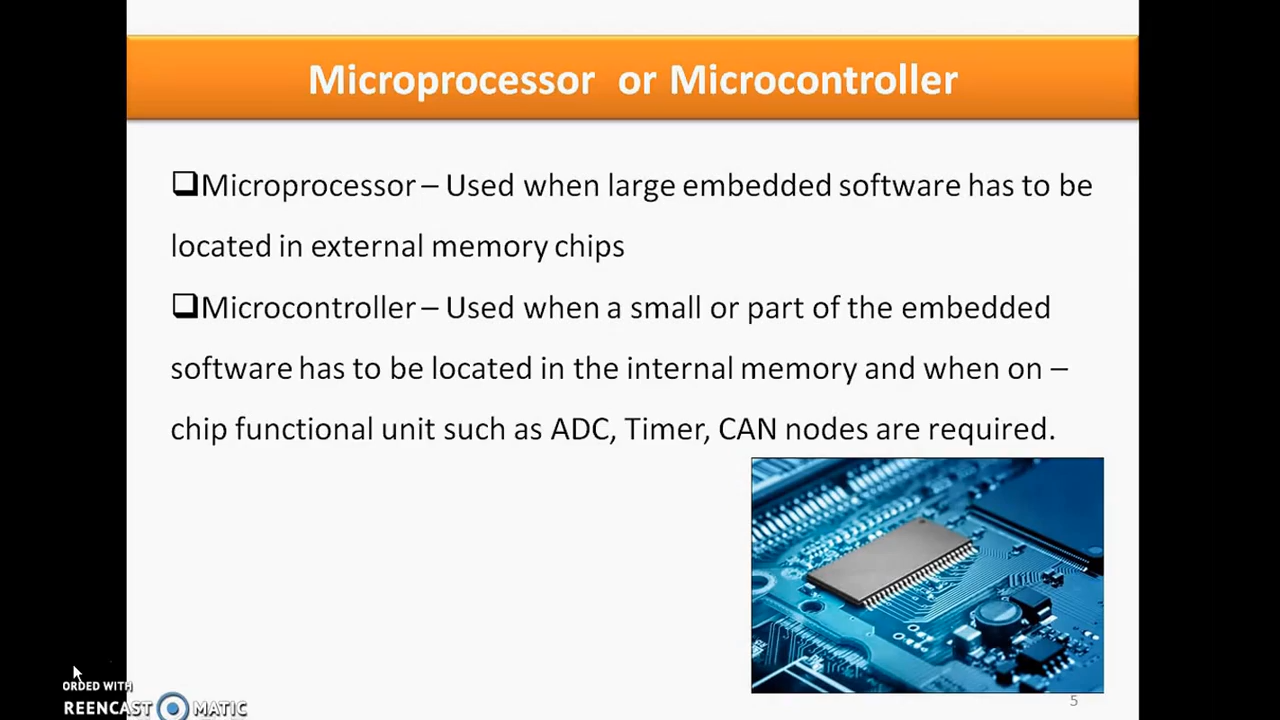 Microprocessor or Microcontroller
❑Microprocessor – Used when large embedded software has to be
located in external memory chips
❑Microcontroller – Used when a small or part of the embedded
software has to be located in the internal memory and when on –
chip functional unit such as ADC, Timer, CAN nodes are required.
5
ORDED WITH
REENCAST MATIC